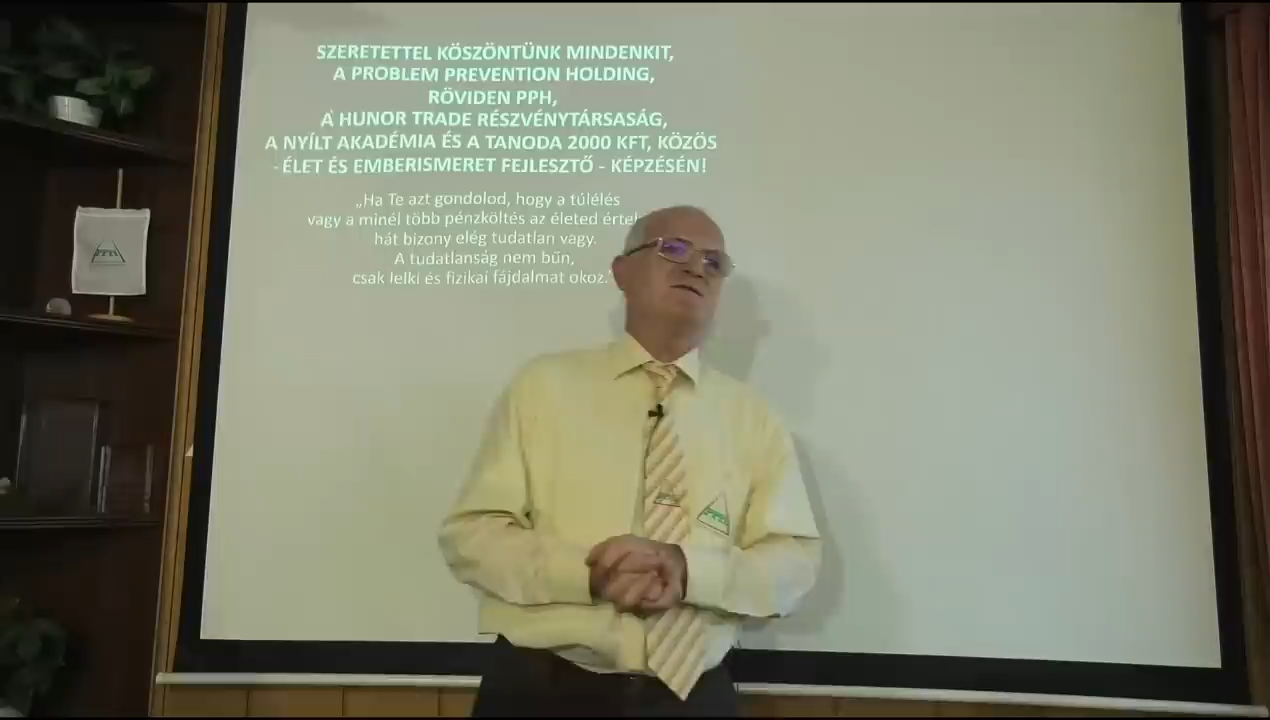 SZERETETTEL KÖSZÖNTÜNK MINDENKIT,
A PROBLEM PREVENTION HOLDING,
RÖVIDEN PPH,
A HUNOR TRADE RÉSZVÉNYTÁRSASÁG,
A NYÍLT AKADÉMIA ÉS A TANODA 2000 KFT, KÖZÖS
- ÉLET ÉS EMBERISMERET FEJLESZTŐ - KÉPZÉSÉN!
„Ha Te azt gondolod, hogy a túlélés
vagy a minél több pénzköltés az életed
hát bizony elég tudatlan vagy.
A tudatlanság nem bűn,
csak lelki és fizikai fájdalmat okoz."